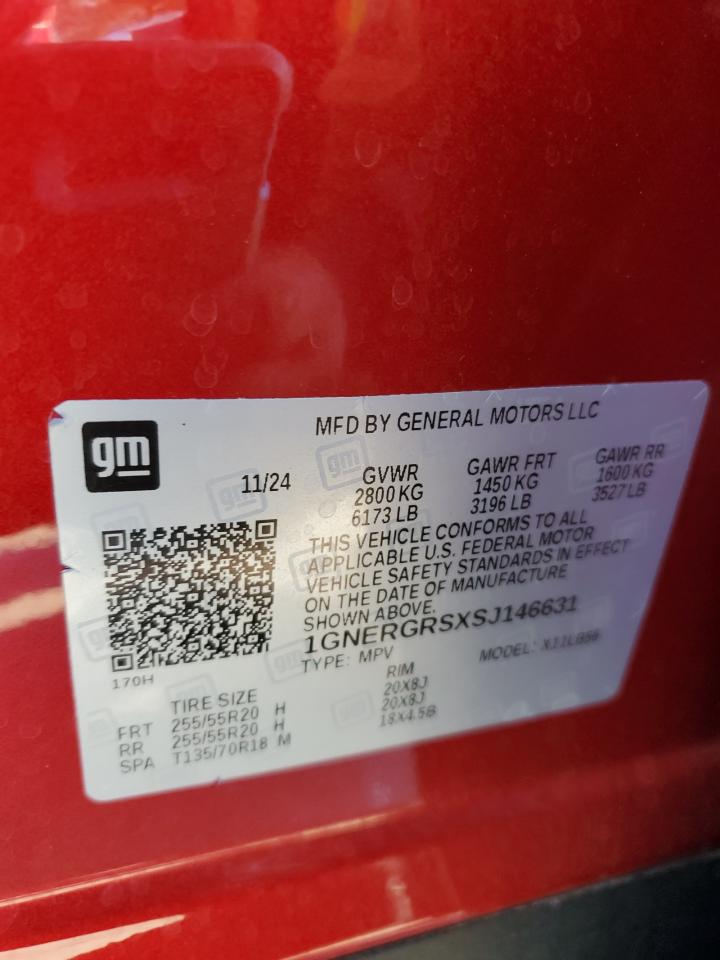 gm
MFD BY GENERAL MOTORS LLC
11/24
GVWR
2800 KG
6173 LB
GAWR FRT
1450 KG
3196 LB
GAWR RR
1600 KG
3527 LB
THIS VEHICLE CONFORMS TO ALL
APPLICABLE U.S. FEDERAL MOTOR
VEHICLE SAFETY STANDARDS IN EFFECT
ON THE DATE OF MANUFACTURE
SHOWN ABOVE.
1GNERGRSXSJ146631
TYPE: MPV
MODEL:
170H
TIRE SIZE
RIM
FRT 255/55R20 H 20X8J
RR 255/55R20 H 20X8J
SPA T135/70R18 M 18X4.5B